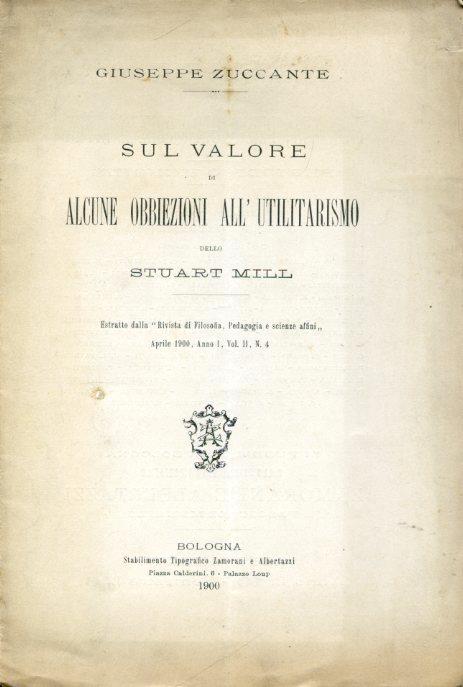 GIUSEPPE ZUCCANTE
SUL VALORE
DI
ALCUNE OBBIEZIONI ALL' UTILITARISMO
DELLO
STUART MILL
Estratto dalla "Rivista di Filosofia, Pedagogia e scienze affini„
Aprile 1900, Anno I, Vol. II, N. 4
BOLOGNA
Stabilimento Tipografico Zamorani e Albertazzi
Piazza Calderini, 6 - Palazzo Loup
1900